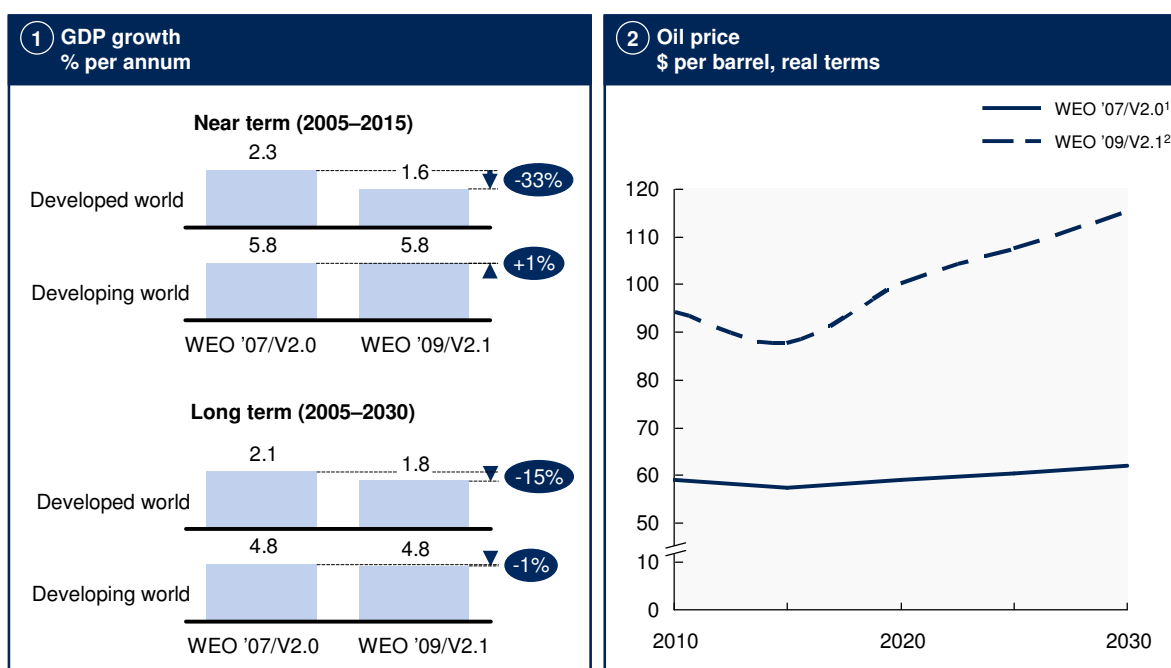 1 GDP growth
% per annum
Near term (2005–2015)
2.3
1.6
-33%
Developed world
5.8
5.8
+1%
Developing world
WEO ’07/V2.0
WEO ’09/V2.1
Long term (2005–2030)
2.1
1.8
-15%
Developed world
4.8
4.8
-1%
Developing world
WEO ’07/V2.0
WEO ’09/V2.1
2 Oil price
$ per barrel, real terms
WEO ’07/V2.0¹
WEO ’09/V2.1²
120
110
100
90
80
70
60
50
10
0
2010
2020
2030